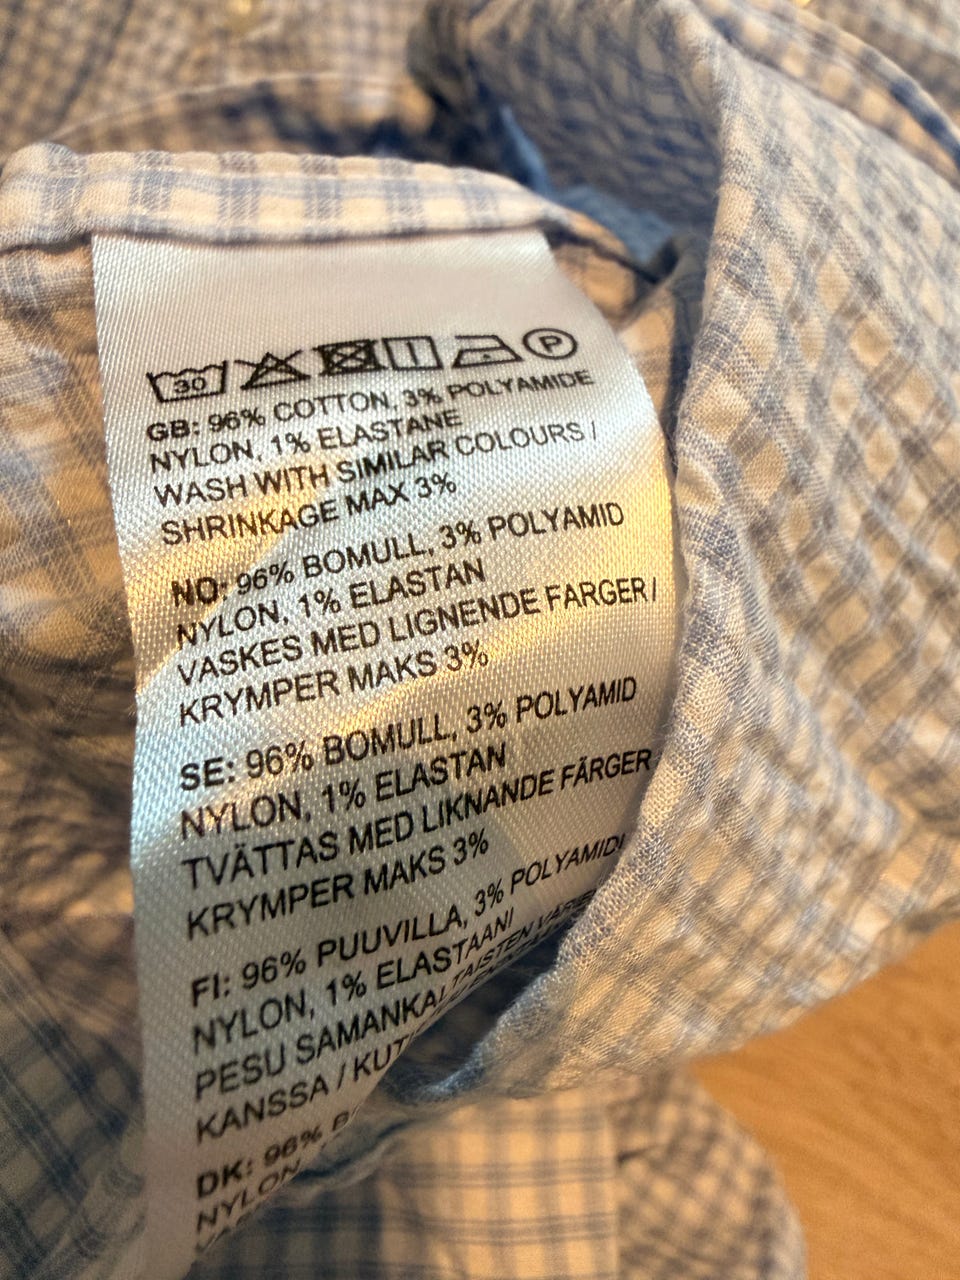 30 P
GB: 96% COTTON, 3% POLYAMIDE
NYLON, 1% ELASTANE
WASH WITH SIMILAR COLOURS /
SHRINKAGE MAX 3%
NO: 96% BOMULL, 3% POLYAMID
NYLON, 1% ELASTAN
VASKES MED LIGNENDE FARGER /
KRYMPER MAKS 3%
SE: 96% BOMULL, 3% POLYAMID
NYLON, 1% ELASTAN
TVÄTTAS MED LIKNANDE FÄRGER
KRYMPER MAKS 3%
FI: 96% PUUVILLA, 3% POLYAMIDI
NYLON, 1% ELASTAANI
PESU SAMANKALTAISTEN
KANSSA /
DK: 96%
NYLON